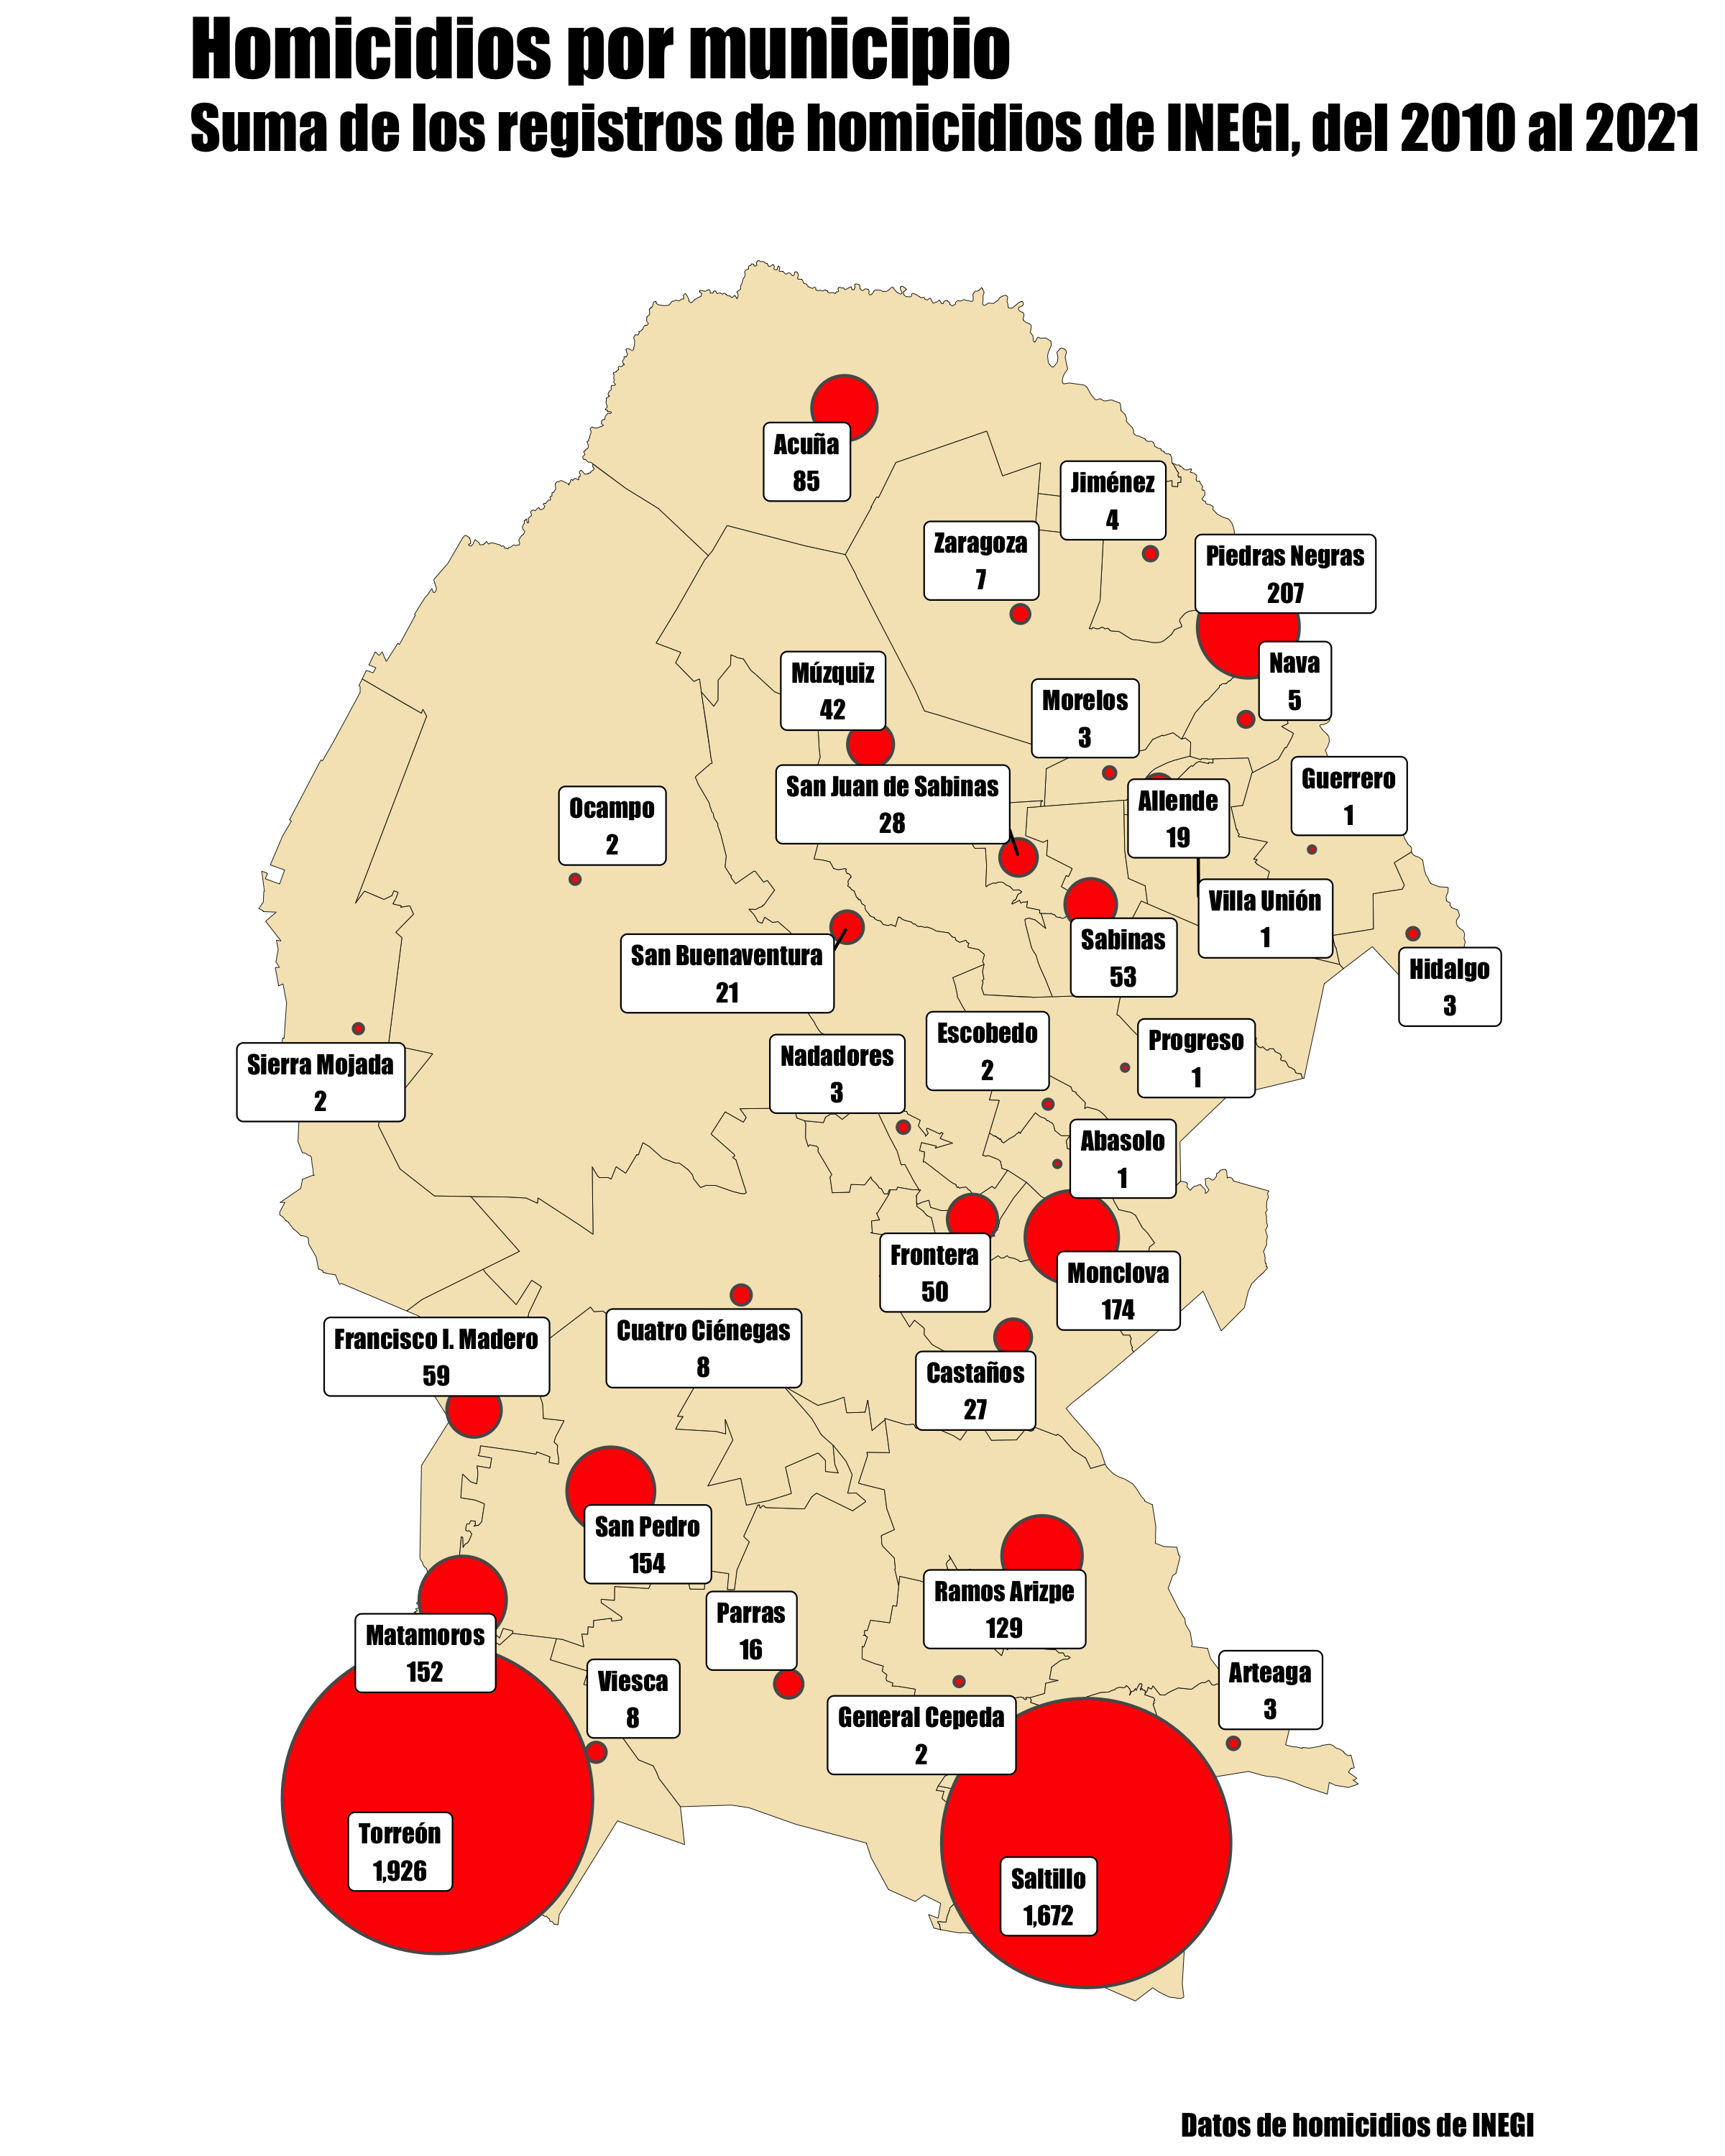 Homicidios por municipio
Suma de los registros de homicidios de INEGI, del 2010 al 2021
Acuña
85
Jiménez
4
Zaragoza
7
Piedras Negras
207
Nava
5
Múzquiz
42
Morelos
3
San Juan de Sabinas
28
Allende
19
Guerrero
1
Ocampo
2
Villa Unión
1
Sabinas
53
San Buenaventura
21
Hidalgo
3
Sierra Mojada
2
Nadadores
3
Escobedo
2
Progreso
1
Abasolo
1
Frontera
50
Monclova
174
Francisco I. Madero
59
Cuatro Ciénegas
8
Castaños
27
San Pedro
154
Ramos Arizpe
129
Matamoros
152
Parras
16
Viesca
8
General Cepeda
2
Arteaga
3
Torreón
1,926
Saltillo
1,672
Datos de homicidios de INEGI